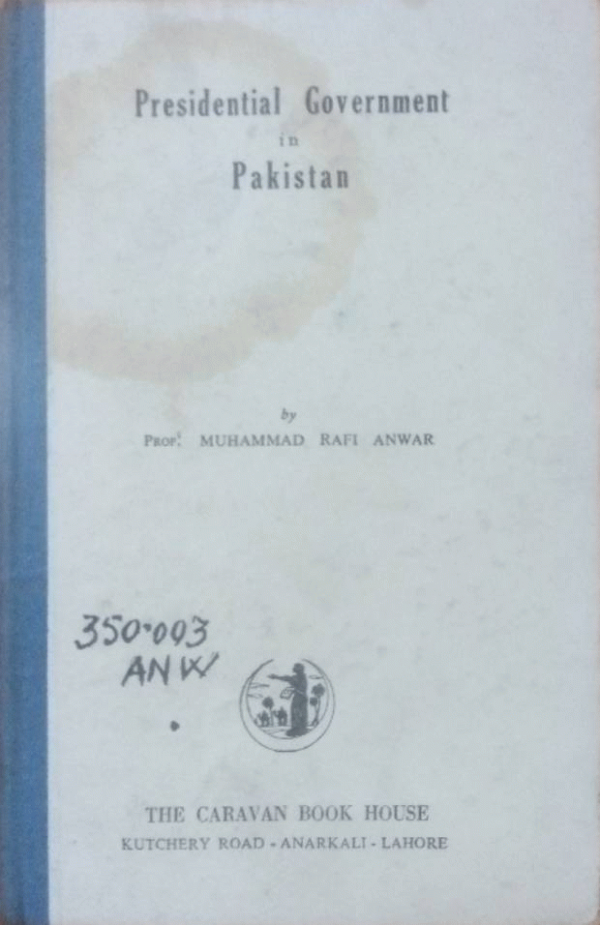 Presidential Government
in
Pakistan
by
PROF. MUHAMMAD RAFI ANWAR
350.003
ANW
THE CARAVAN BOOK HOUSE
KUTCHERY ROAD - ANARKALI - LAHORE